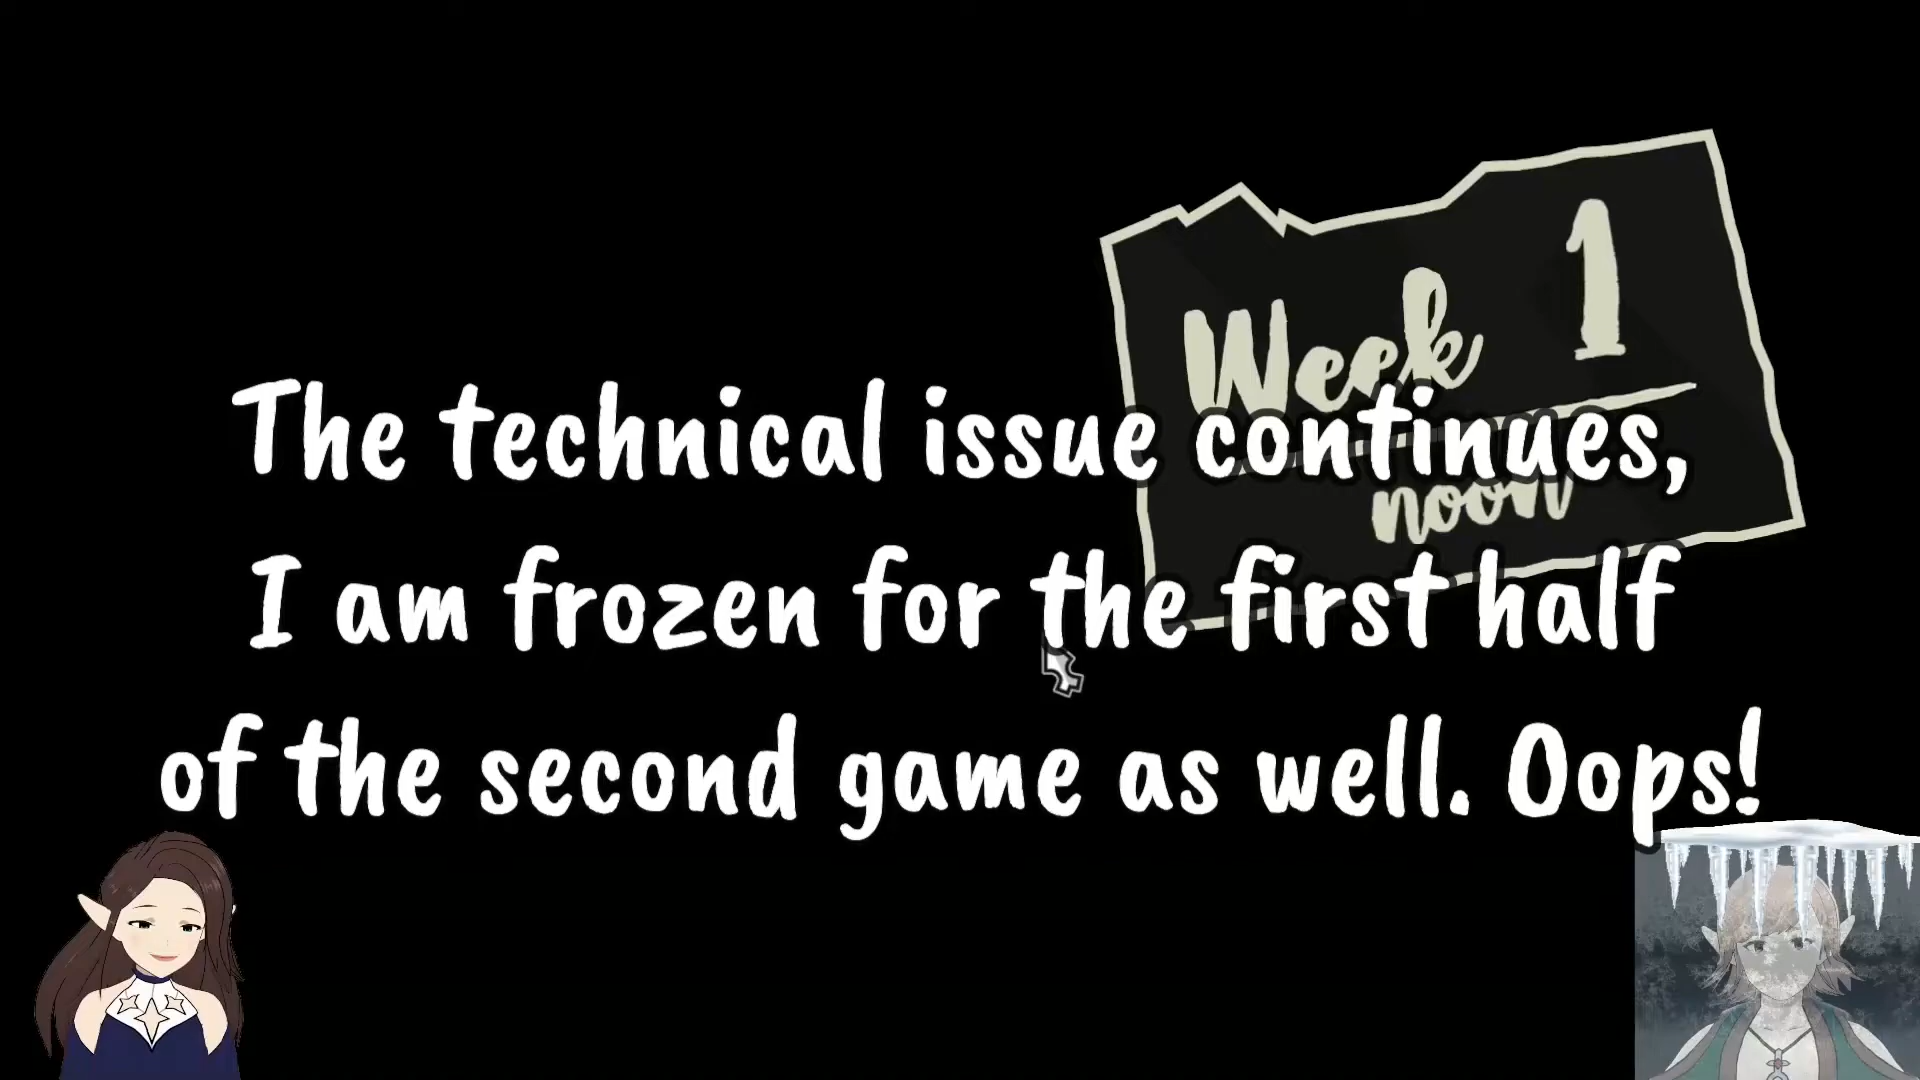 Week 1
noon
The technical issue continues,
I am frozen for the first half
of the second game as well. Oops!